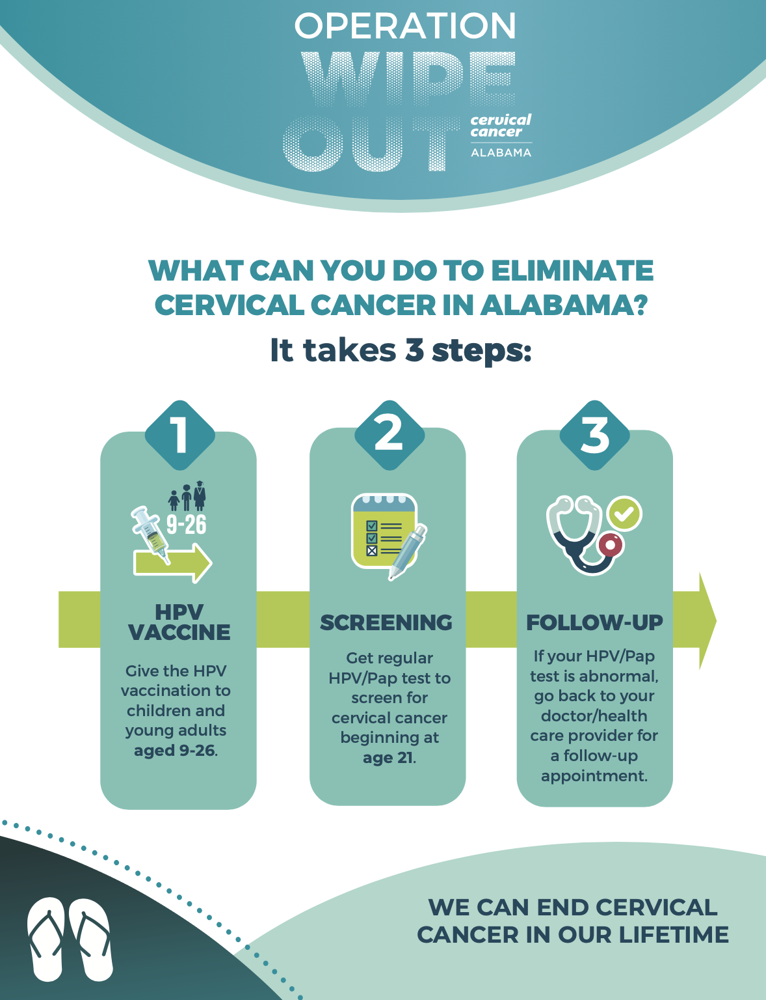 OPERATION
WIPE
OUT
cervical
cancer
ALABAMA
WHAT CAN YOU DO TO ELIMINATE
CERVICAL CANCER IN ALABAMA?
It takes 3 steps:
1
9-26
HPV
VACCINE
Give the HPV
vaccination to
children and
young adults
aged 9-26.
2
SCREENING
Get regular
HPV/Pap test to
screen for
cervical cancer
beginning at
age 21.
3
FOLLOW-UP
If your HPV/Pap
test is abnormal,
go back to your
doctor/health
care provider for
a follow-up
appointment.
WE CAN END CERVICAL
CANCER IN OUR LIFETIME